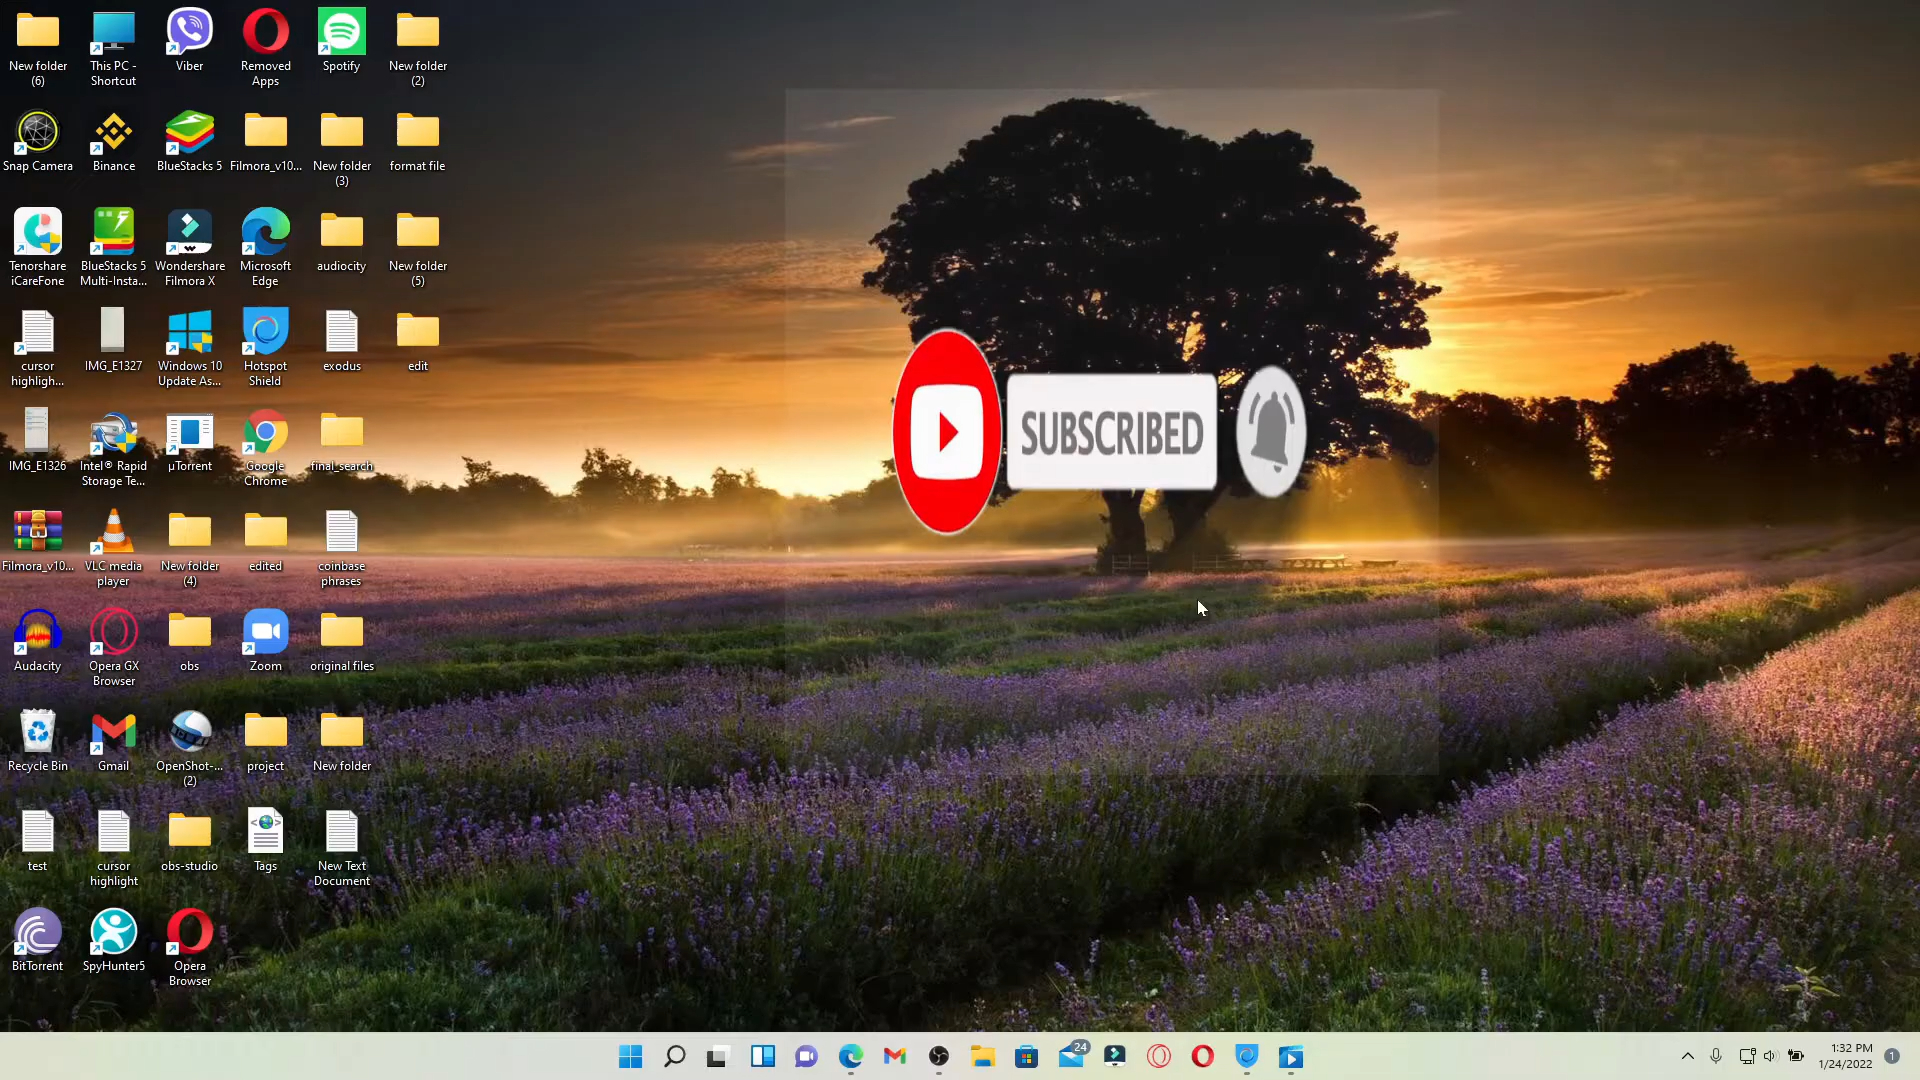 New folder
(6)
This PC -
Shortcut
Viber
Removed
Apps
Spotify
New folder
(2)
Snap Camera
Binance
BlueStacks 5
Filmora_v10...
New folder
(3)
format file
Tenorshare
iCareFone
BlueStacks 5
Multi-Insta...
Wondershare
Filmora X
Microsoft
Edge
audiocity
New folder
(5)
cursor
highligh...
IMG_E1327
Windows 10
Update As...
Hotspot
Shield
exodus
edit
IMG_E1326
Intel® Rapid
Storage Te...
µTorrent
Google
Chrome
final_search
SUBSCRIBED
Filmora_v10...
VLC media
player
New folder
(4)
edited
coinbase
phrases
Audacity
Opera GX
Browser
obs
Zoom
original files
Recycle Bin
Gmail
OpenShot-...
(2)
project
New folder
test
cursor
highlight
obs-studio
Tags
New Text
Document
BitTorrent
SpyHunter5
Opera
Browser
24
1:32 PM
1/24/2022
1